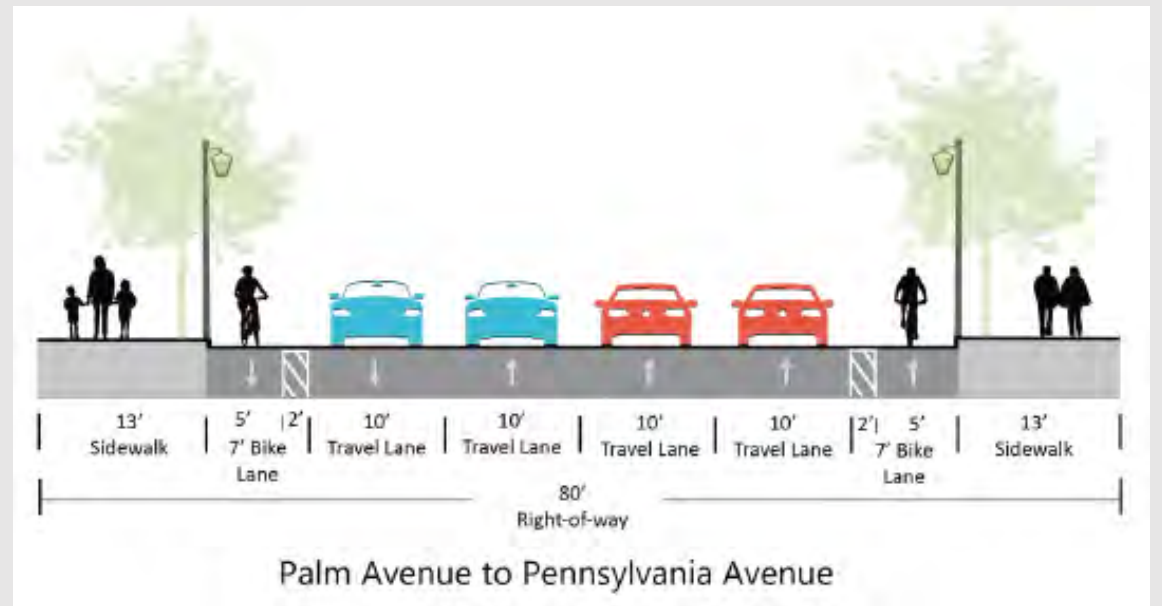 13' 5' 2' 10' 10' 10' 10' 2' 5' 13'
Sidewalk 7' Bike Travel Lane Travel Lane Travel Lane Travel Lane 7' Bike Sidewalk
Lane Lane
80'
Right-of-way
Palm Avenue to Pennsylvania Avenue